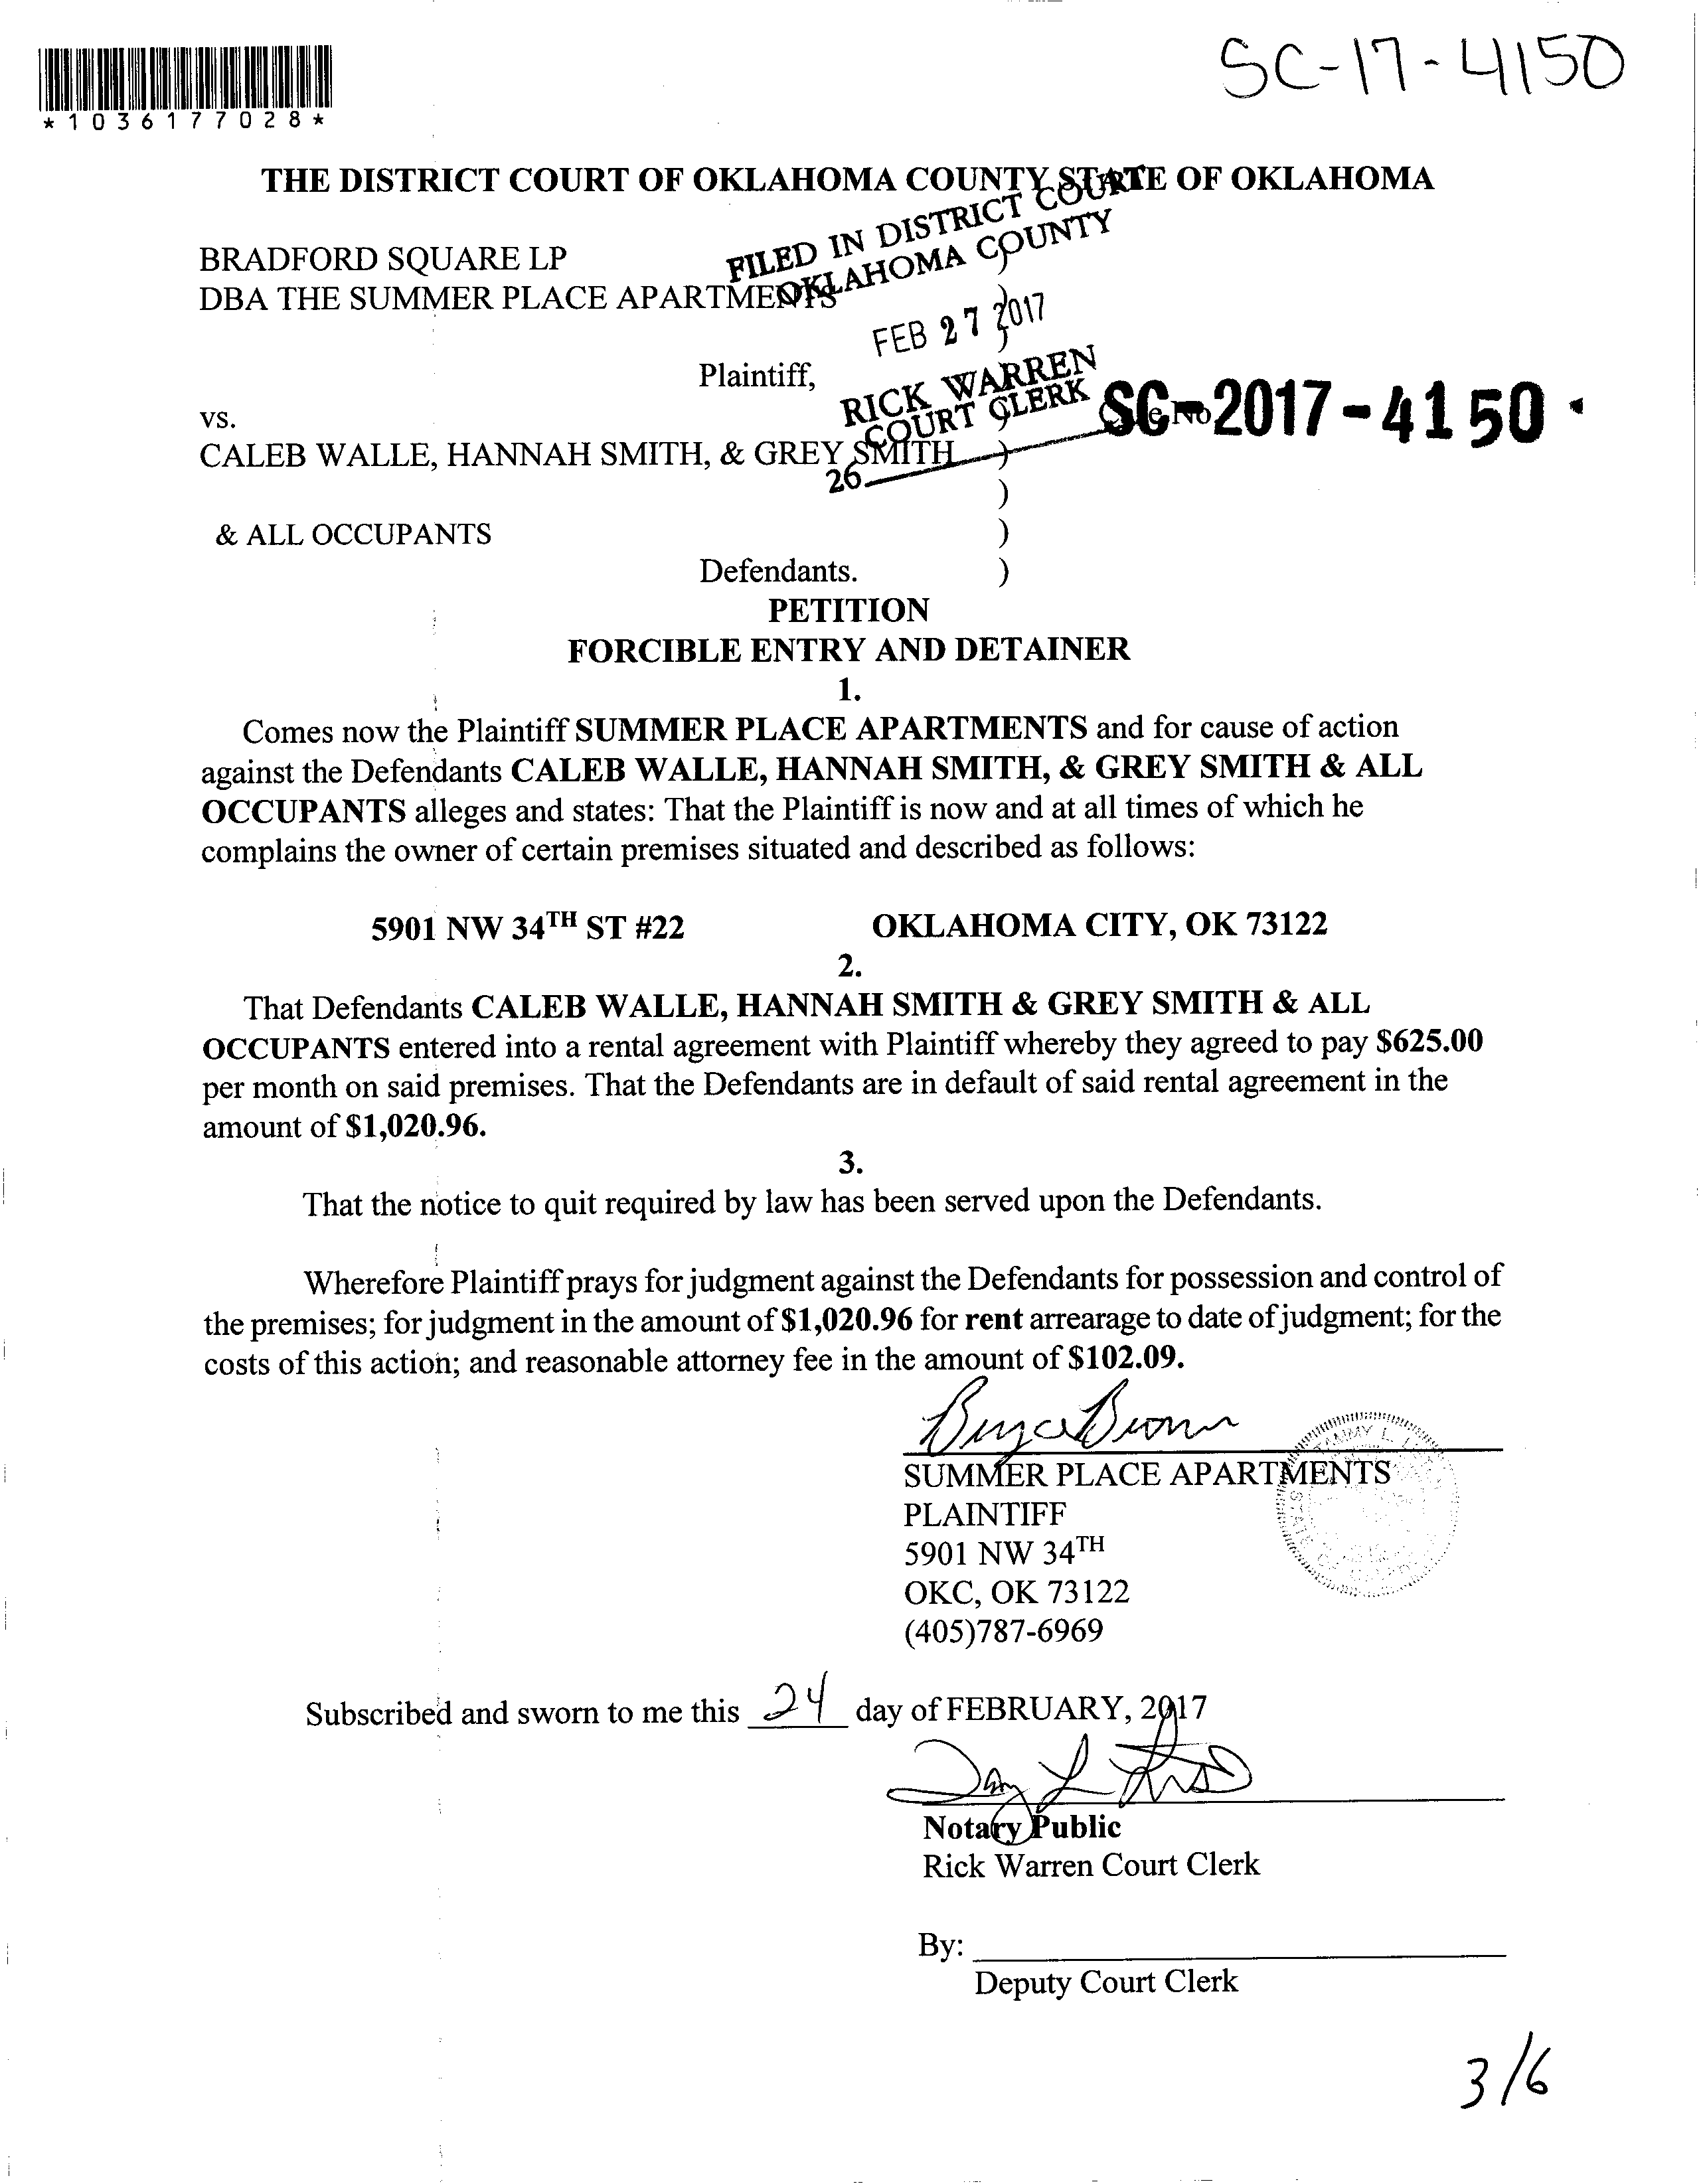 SC-17-4150
*1036177028*
THE DISTRICT COURT OF OKLAHOMA COUNTY STATE OF OKLAHOMA
FILED IN DISTRICT COURT
OKLAHOMA COUNTY
BRADFORD SQUARE LP )
DBA THE SUMMER PLACE APARTMENTS )
FEB 27 2017
)
Plaintiff,
RICK WARREN
COURT CLERK
SC-2017-4150
vs.
CALEB WALLE, HANNAH SMITH, & GREY SMITH )
26
)
& ALL OCCUPANTS )
Defendants. )
PETITION
FORCIBLE ENTRY AND DETAINER
1.
Comes now the Plaintiff SUMMER PLACE APARTMENTS and for cause of action
against the Defendants CALEB WALLE, HANNAH SMITH, & GREY SMITH & ALL
OCCUPANTS alleges and states: That the Plaintiff is now and at all times of which he
complains the owner of certain premises situated and described as follows:
5901 NW 34TH ST #22 OKLAHOMA CITY, OK 73122
2.
That Defendants CALEB WALLE, HANNAH SMITH & GREY SMITH & ALL
OCCUPANTS entered into a rental agreement with Plaintiff whereby they agreed to pay $625.00
per month on said premises. That the Defendants are in default of said rental agreement in the
amount of $1,020.96.
3.
That the notice to quit required by law has been served upon the Defendants.
Wherefore Plaintiff prays for judgment against the Defendants for possession and control of
the premises; for judgment in the amount of $1,020.96 for rent arrearage to date of judgment; for the
costs of this action; and reasonable attorney fee in the amount of $102.09.
SUMMER PLACE APARTMENTS
PLAINTIFF
5901 NW 34TH
OKC, OK 73122
(405)787-6969
Subscribed and sworn to me this 24 day of FEBRUARY, 2017
Notary Public
Rick Warren Court Clerk
By:
Deputy Court Clerk
3/6